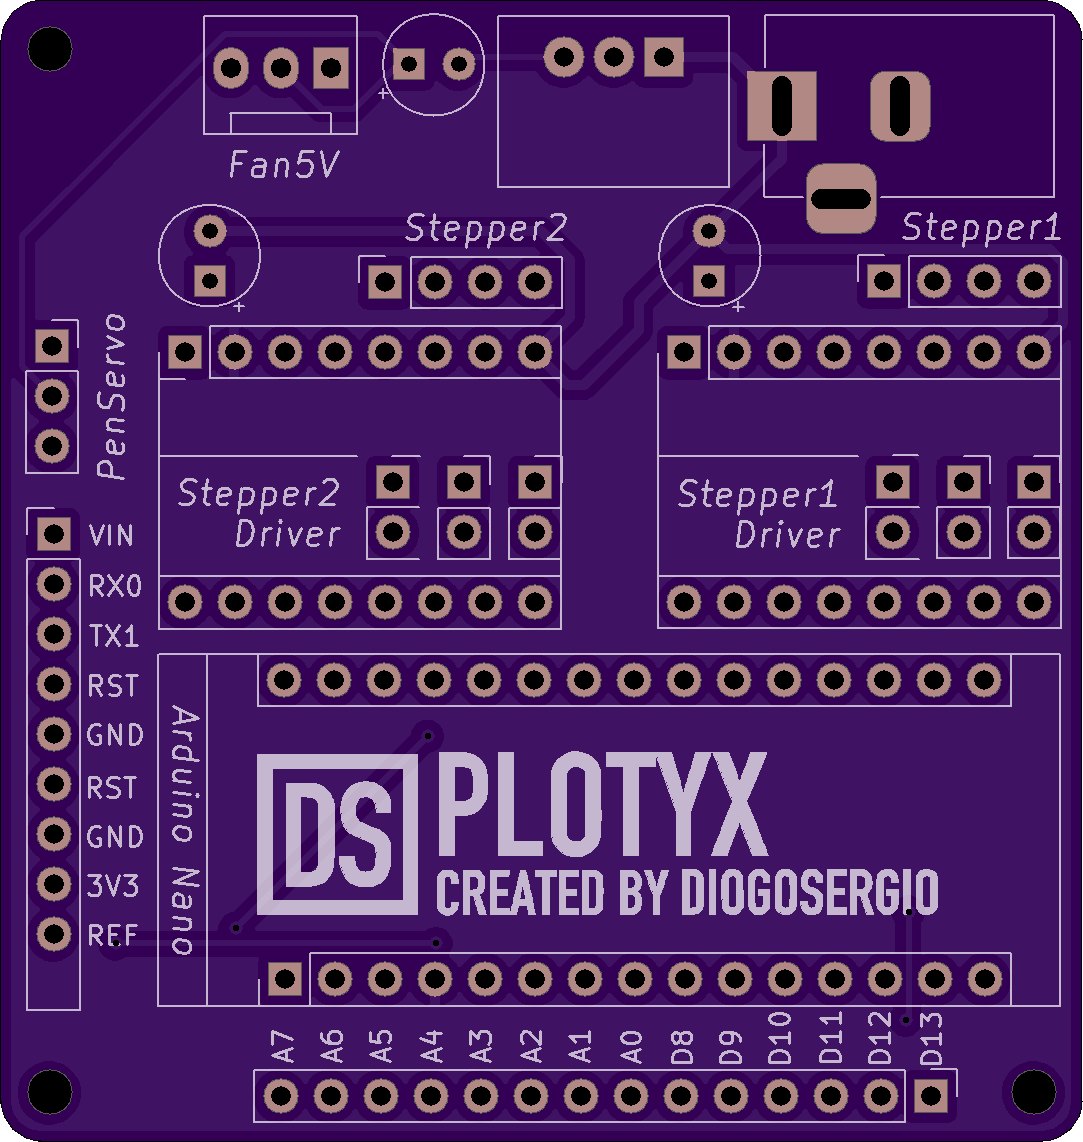 +
Fan5V
Stepper2
Stepper1
+
+
PenServo
Stepper2
Driver
Stepper1
Driver
VIN
RX0
TX1
RST
GND
RST
GND
3V3
REF
Arduino Nano
DS
PLOTYX
CREATED BY DIOGOSERGIO
A7
A6
A5
A4
A3
A2
A1
A0
D8
D9
D10
D11
D12
D13